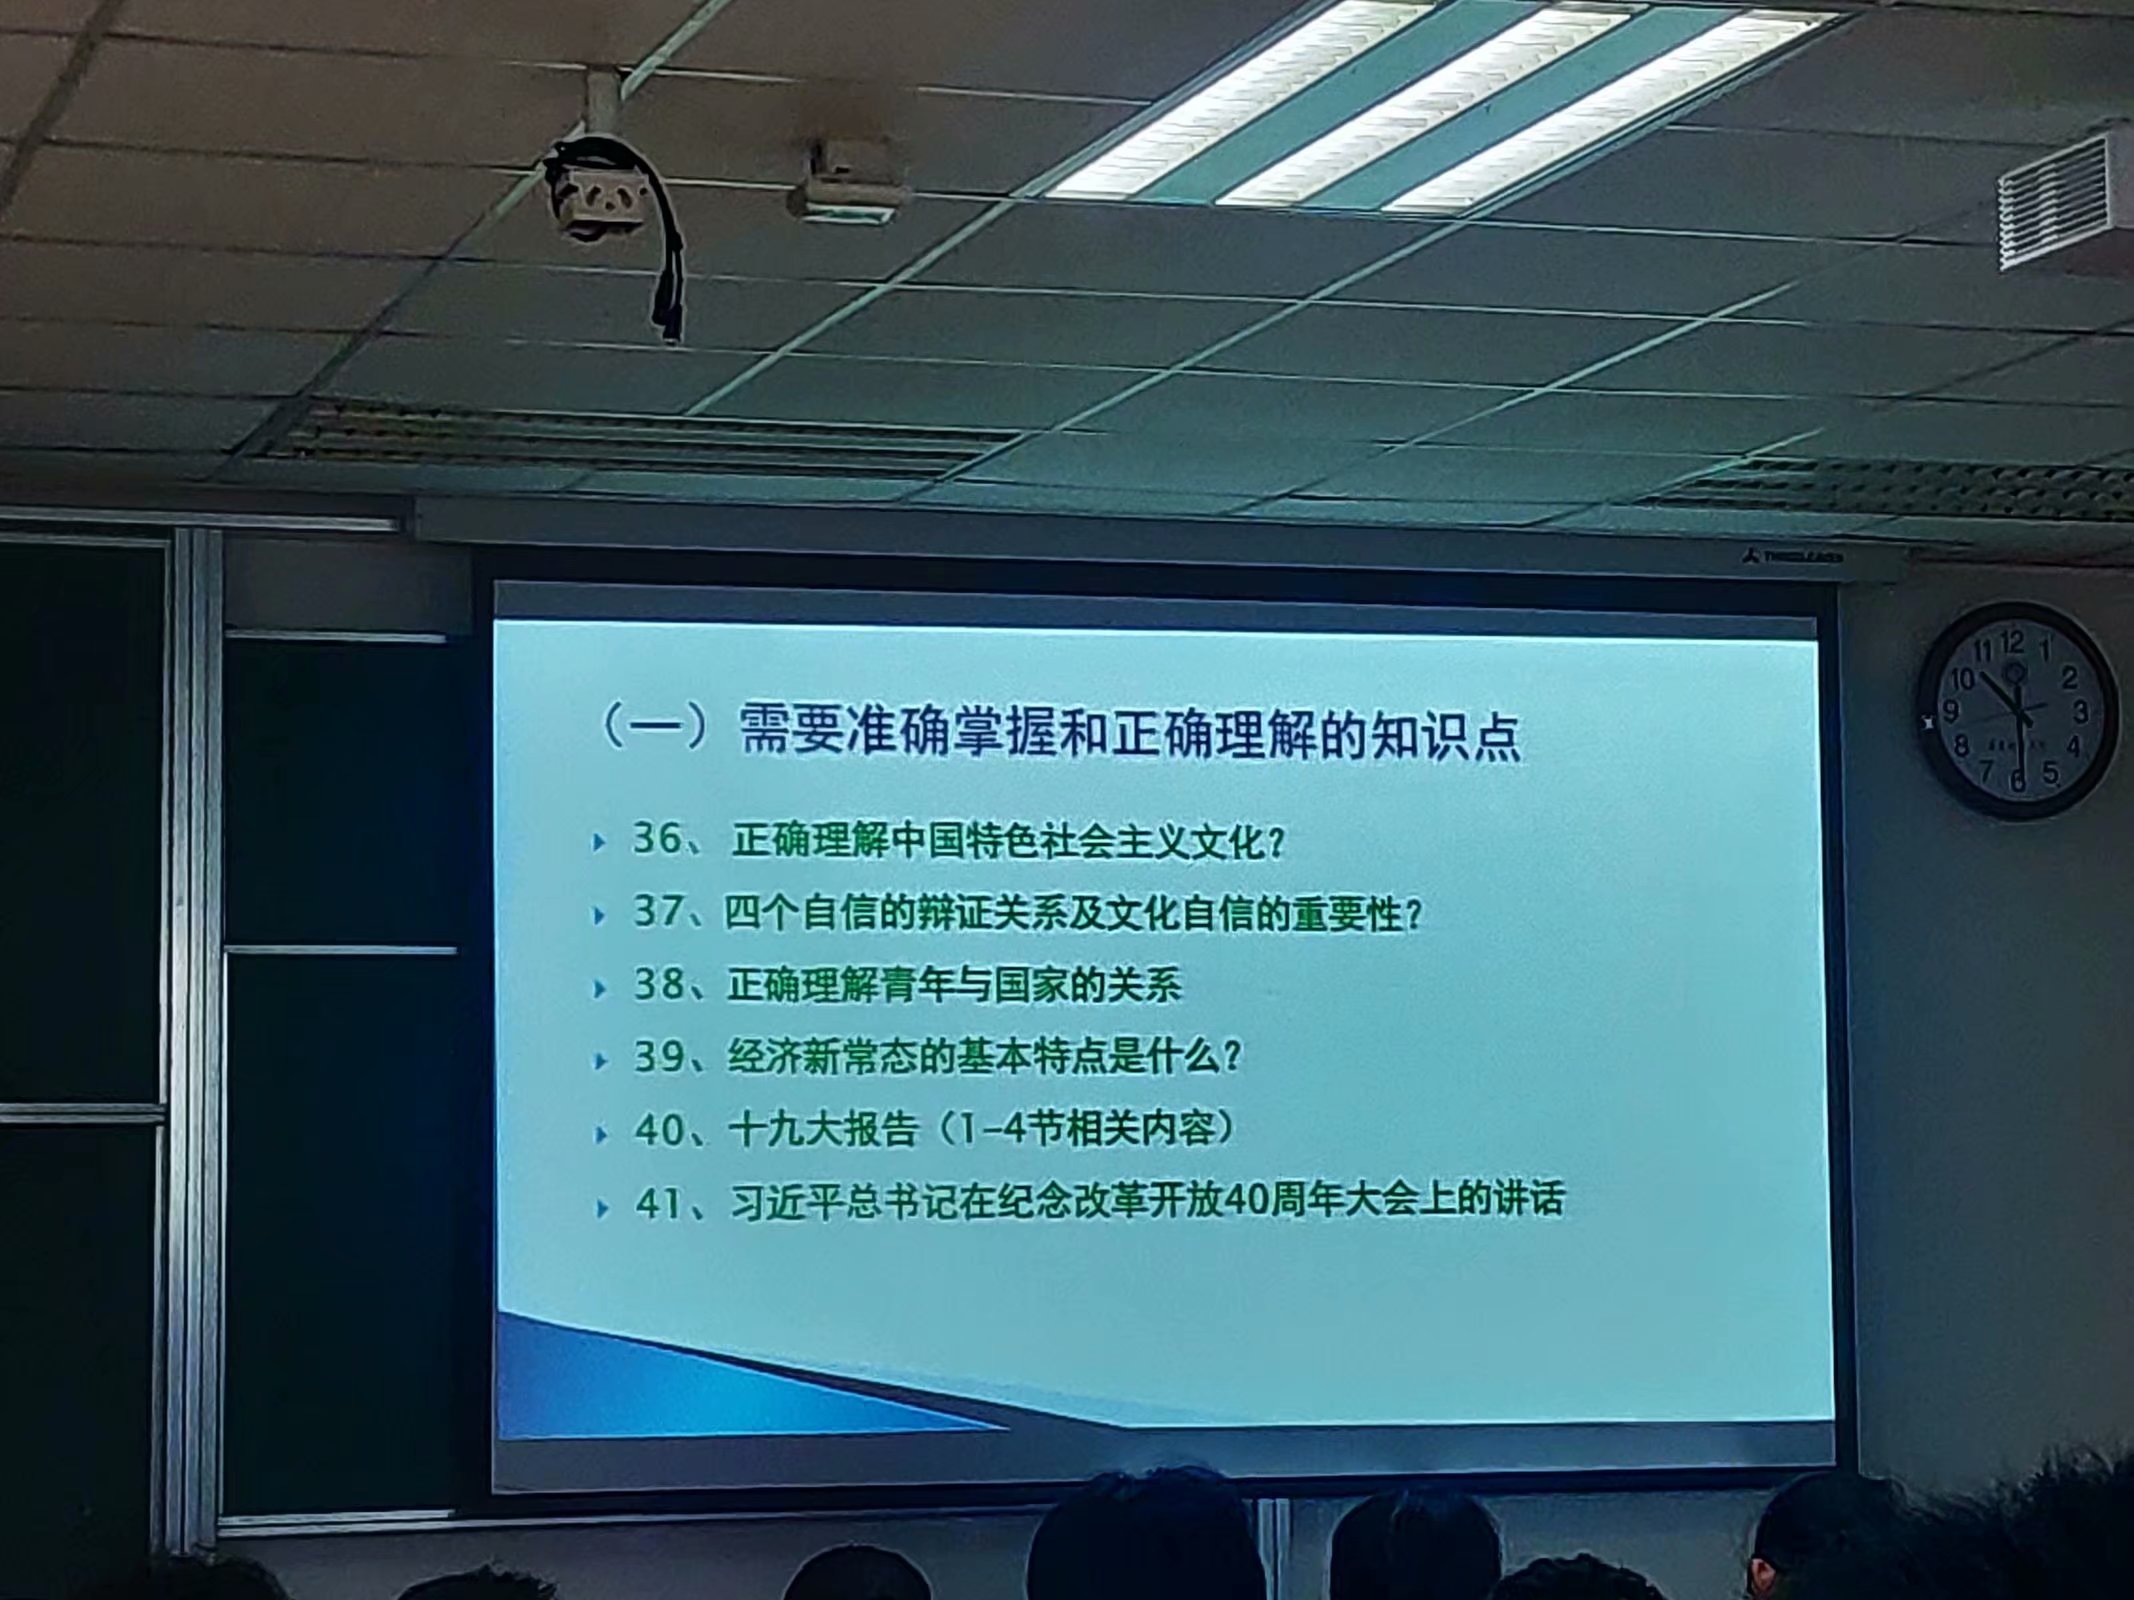 THREELEAVES
（一）需要准确掌握和正确理解的知识点
36、 正确理解中国特色社会主义文化？
37、四个自信的辩证关系及文化自信的重要性？
38、正确理解青年与国家的关系
39、经济新常态的基本特点是什么？
40、十九大报告（1-4节相关内容）
41、习近平总书记在纪念改革开放40周年大会上的讲话
12
1
2
3
4
5
6
7
8
9
10
11